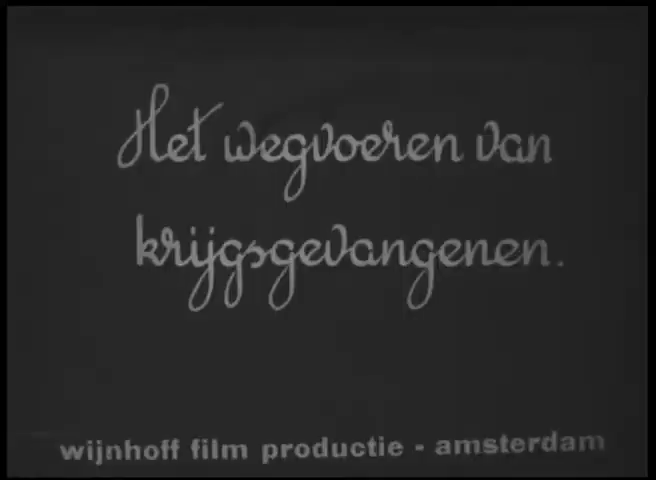 Het wegvoeren van
krijgsgevangenen.
wijnhoff film productie - amsterdam